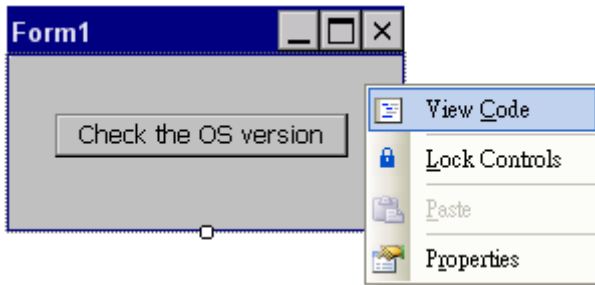 Form1
Check the OS version
View Code
Lock Controls
Paste
Properties